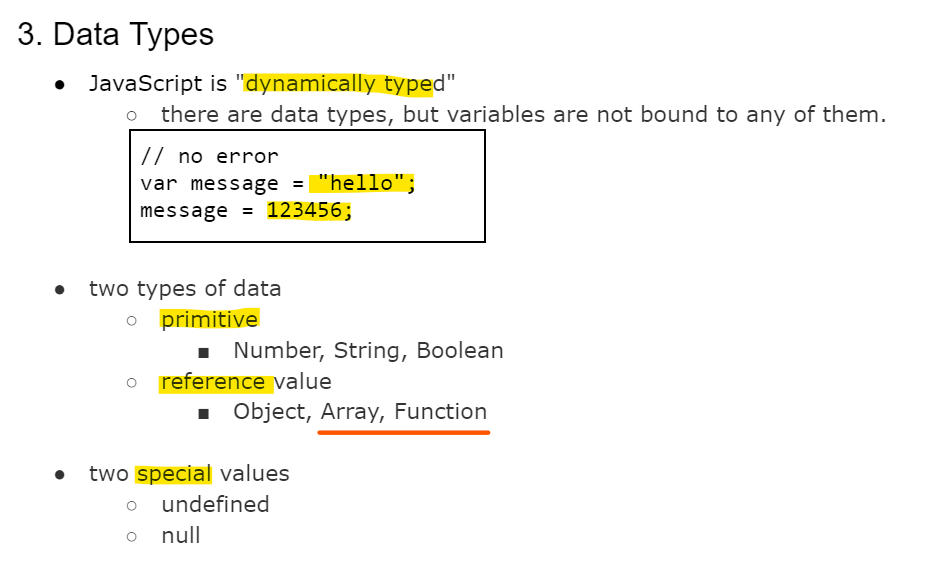 3. Data Types
● JavaScript is "dynamically typed"
○ there are data types, but variables are not bound to any of them.
// no error
var message = "hello";
message = 123456;
● two types of data
○ primitive
■ Number, String, Boolean
○ reference value
■ Object, Array, Function
● two special values
○ undefined
○ null